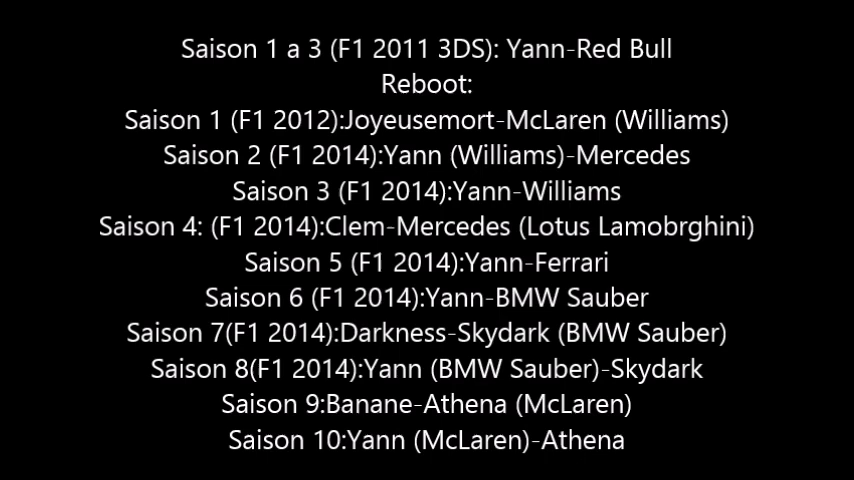 Saison 1 a 3 (F1 2011 3DS): Yann-Red Bull
Reboot:
Saison 1 (F1 2012):Joyeusemort-McLaren (Williams)
Saison 2 (F1 2014):Yann (Williams)-Mercedes
Saison 3 (F1 2014):Yann-Williams
Saison 4: (F1 2014):Clem-Mercedes (Lotus Lamobrghini)
Saison 5 (F1 2014):Yann-Ferrari
Saison 6 (F1 2014):Yann-BMW Sauber
Saison 7(F1 2014):Darkness-Skydark (BMW Sauber)
Saison 8(F1 2014):Yann (BMW Sauber)-Skydark
Saison 9:Banane-Athena (McLaren)
Saison 10:Yann (McLaren)-Athena